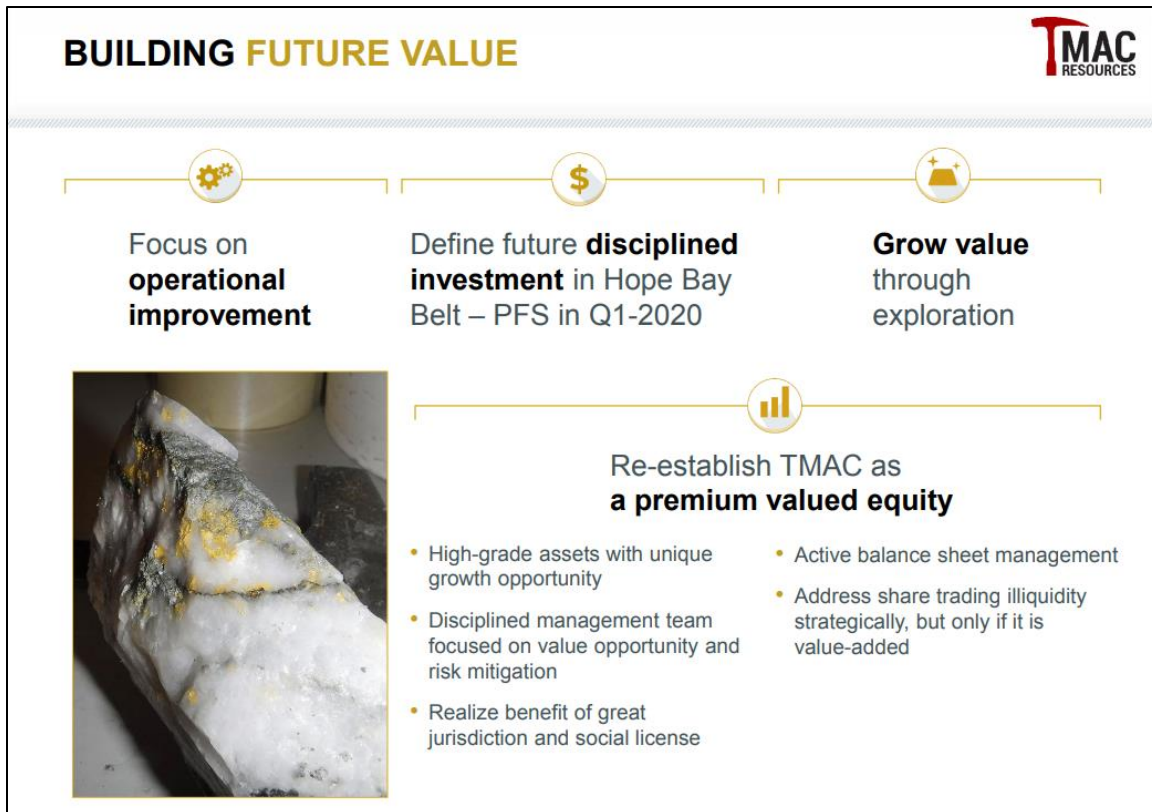 BUILDING FUTURE VALUE
TMAC
RESOURCES
$
Focus on
operational
improvement
Define future disciplined
investment in Hope Bay
Belt – PFS in Q1-2020
Grow value
through
exploration
Re-establish TMAC as
a premium valued equity
• High-grade assets with unique
growth opportunity
• Disciplined management team
focused on value opportunity and
risk mitigation
• Realize benefit of great
jurisdiction and social license
• Active balance sheet management
• Address share trading illiquidity
strategically, but only if it is
value-added